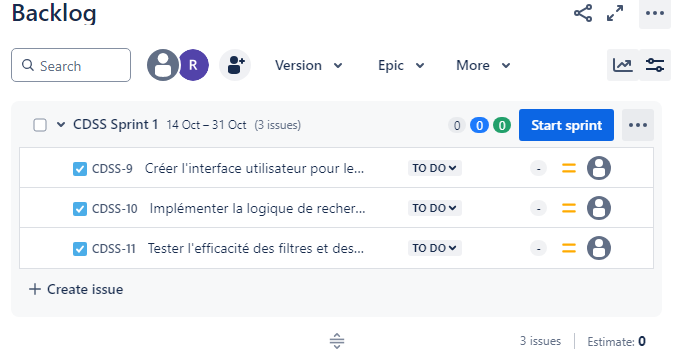 Backlog
Search
R
Version
Epic
More
CDSS Sprint 1 14 Oct – 31 Oct (3 issues) 0 0 0 Start sprint
CDSS-9 Créer l'interface utilisateur pour le... TO DO -
CDSS-10 Implémenter la logique de recher... TO DO -
CDSS-11 Tester l'efficacité des filtres et des... TO DO -
+ Create issue
3 issues Estimate: 0